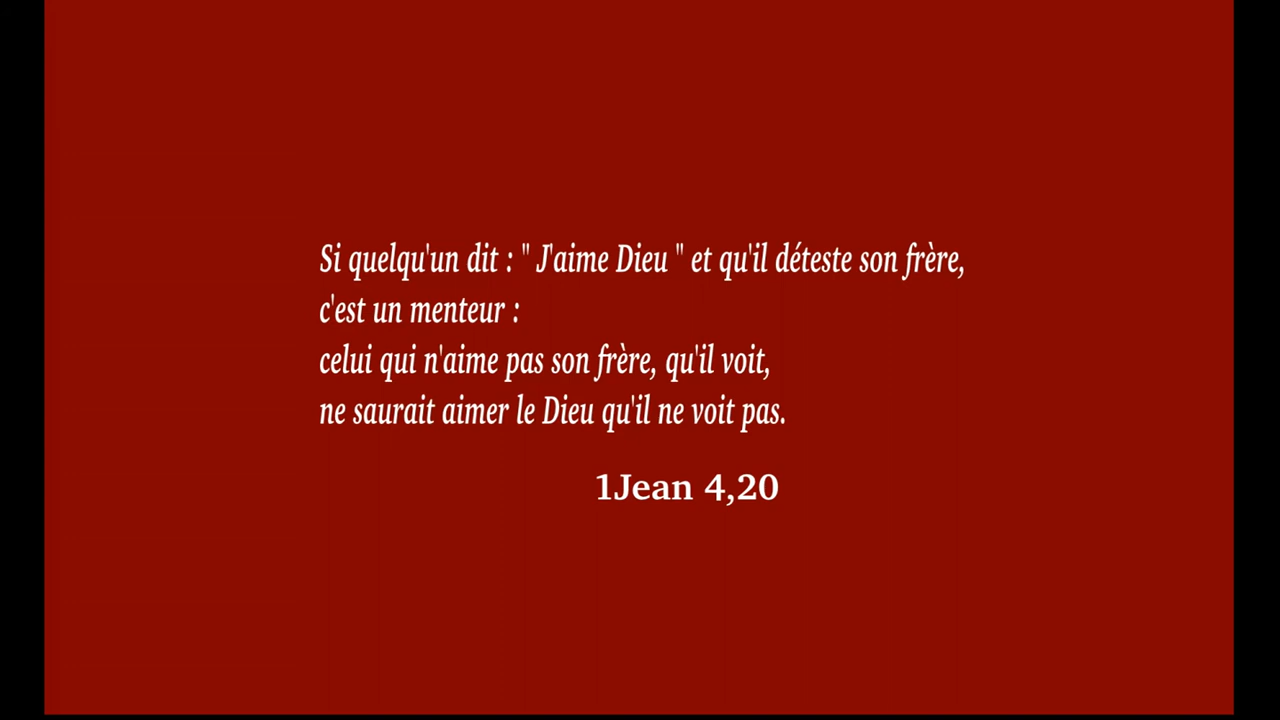 Si quelqu'un dit : " J'aime Dieu " et qu'il déteste son frère,
c'est un menteur :
celui qui n'aime pas son frère, qu'il voit,
ne saurait aimer le Dieu qu'il ne voit pas.
1Jean 4,20